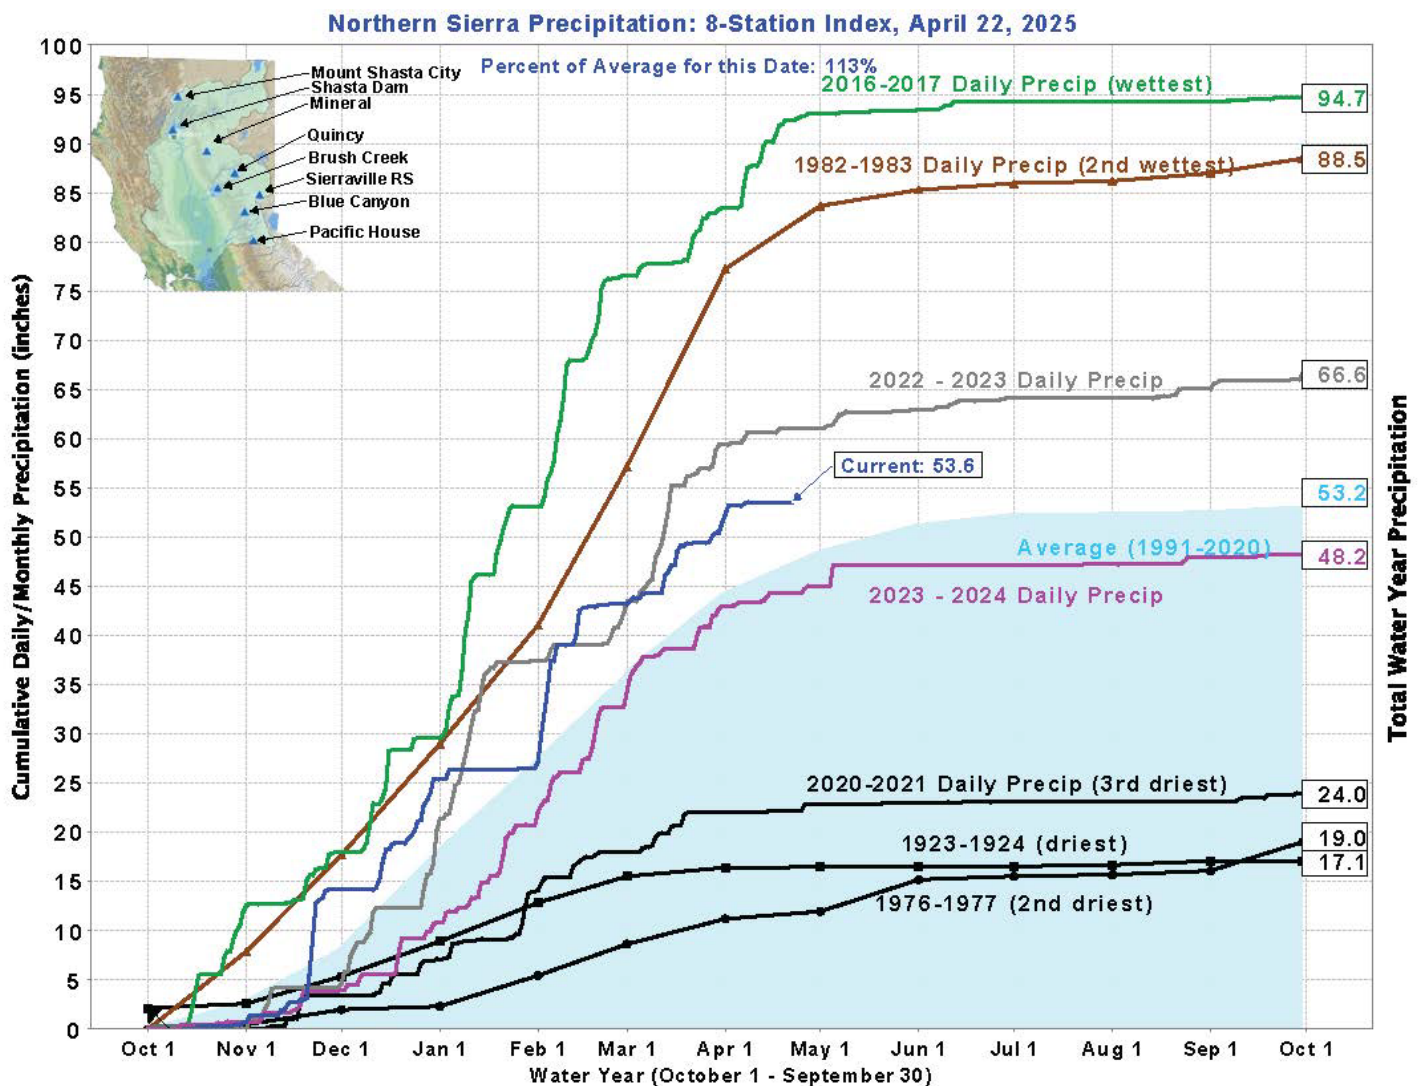 Northern Sierra Precipitation: 8-Station Index, April 22, 2025
Percent of Average for this Date: 113%
Mount Shasta City
Shasta Dam
Mineral
Quincy
Brush Creek
Sierraville RS
Blue Canyon
Pacific House
2016-2017 Daily Precip (wettest)
94.7
1982-1983 Daily Precip (2nd wettest)
88.5
2022 - 2023 Daily Precip
66.6
Current: 53.6
53.2
Average (1991-2020)
48.2
2023 - 2024 Daily Precip
2020-2021 Daily Precip (3rd driest)
24.0
1923-1924 (driest)
19.0
17.1
1976-1977 (2nd driest)
Cumulative Daily/Monthly Precipitation (inches)
100
95
90
85
80
75
70
65
60
55
50
45
40
35
30
25
20
15
10
5
0
Total Water Year Precipitation
Oct 1 Nov 1 Dec 1 Jan 1 Feb 1 Mar 1 Apr 1 May 1 Jun 1 Jul 1 Aug 1 Sep 1 Oct 1
Water Year (October 1 - September 30)